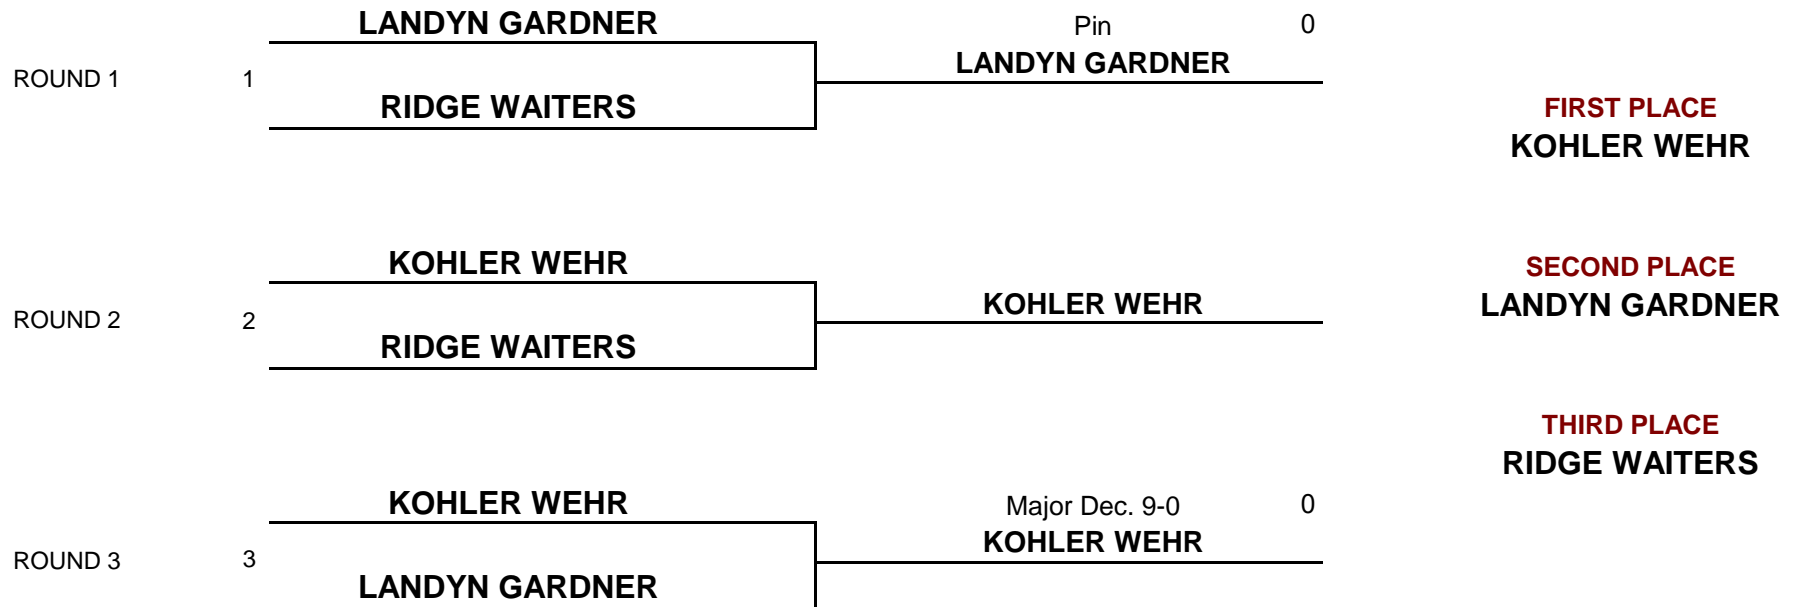 LANDYN GARDNER
Pin 0
LANDYN GARDNER
ROUND 1 1
RIDGE WAITERS
FIRST PLACE
KOHLER WEHR
KOHLER WEHR
SECOND PLACE
KOHLER WEHR
LANDYN GARDNER
ROUND 2 2
RIDGE WAITERS
THIRD PLACE
RIDGE WAITERS
KOHLER WEHR
Major Dec. 9-0 0
KOHLER WEHR
ROUND 3 3
LANDYN GARDNER